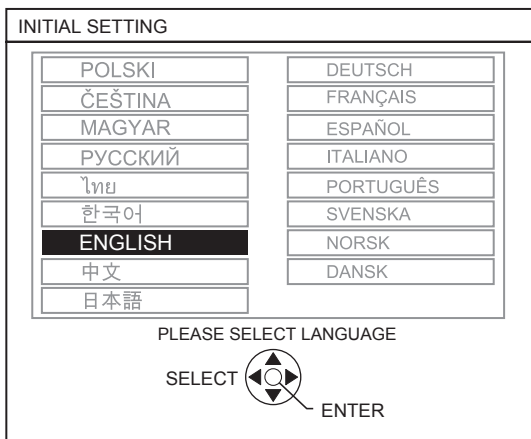 INITIAL SETTING
POLSKI
ČEŠTINA
MAGYAR
РУССКИЙ
ไทย
한국어
ENGLISH
中文
日本語
DEUTSCH
FRANÇAIS
ESPAÑOL
ITALIANO
PORTUGUÊS
SVENSKA
NORSK
DANSK
PLEASE SELECT LANGUAGE
SELECT
ENTER